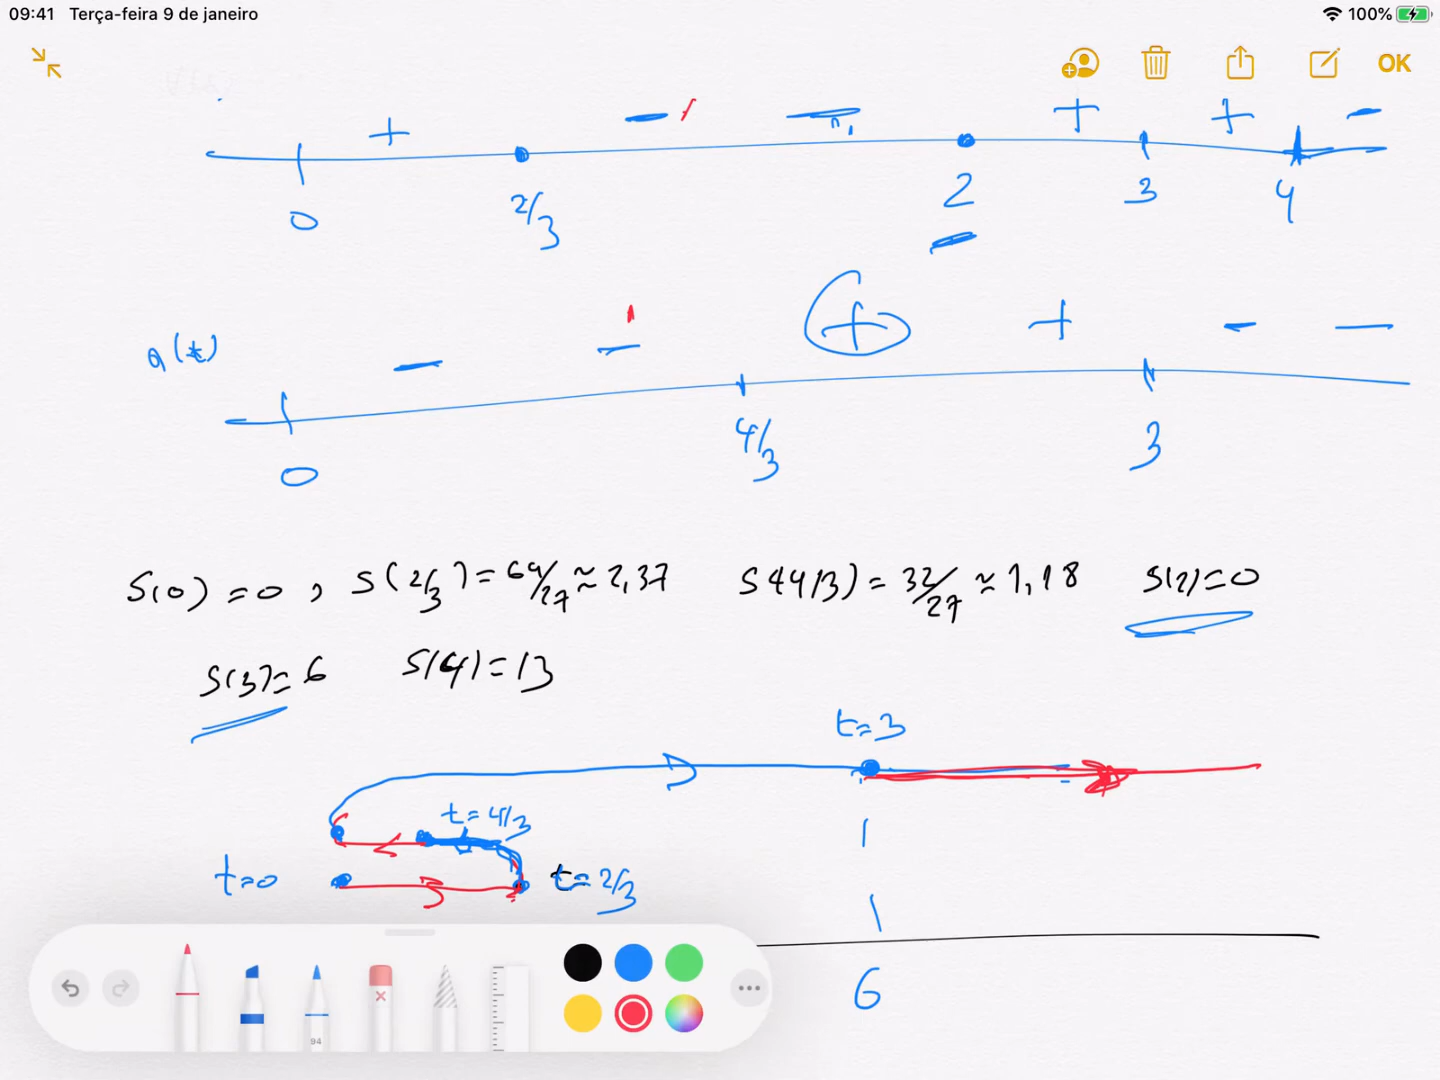 09:41 Terça-feira 9 de janeiro 100%
OK
+ − − + + −
0 2/3 2 3 4
a(t) − − + + − −
0 4/3 3
S(0) = 0 , S(2/3) = 64/27 ≈ 2,37 S(4/3) = 32/27 ≈ 1,18 S(2) = 0
S(3) = 6 S(4) = 13
t=3
t=4/3
t=0 t=2/3
6
94